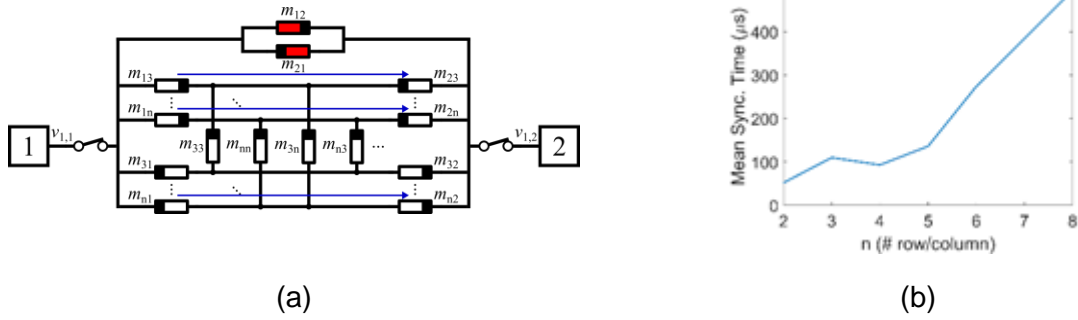 m12
m21
m13 m23
m1n m2n
1 v1,1 m33 mnn m3n mn3 ... v1,2 2
m31 m32
mn1 mn2
(a)
Mean Sync. Time (μs)
400
300
200
100
0
2 3 4 5 6 7 8
n (# row/column)
(b)